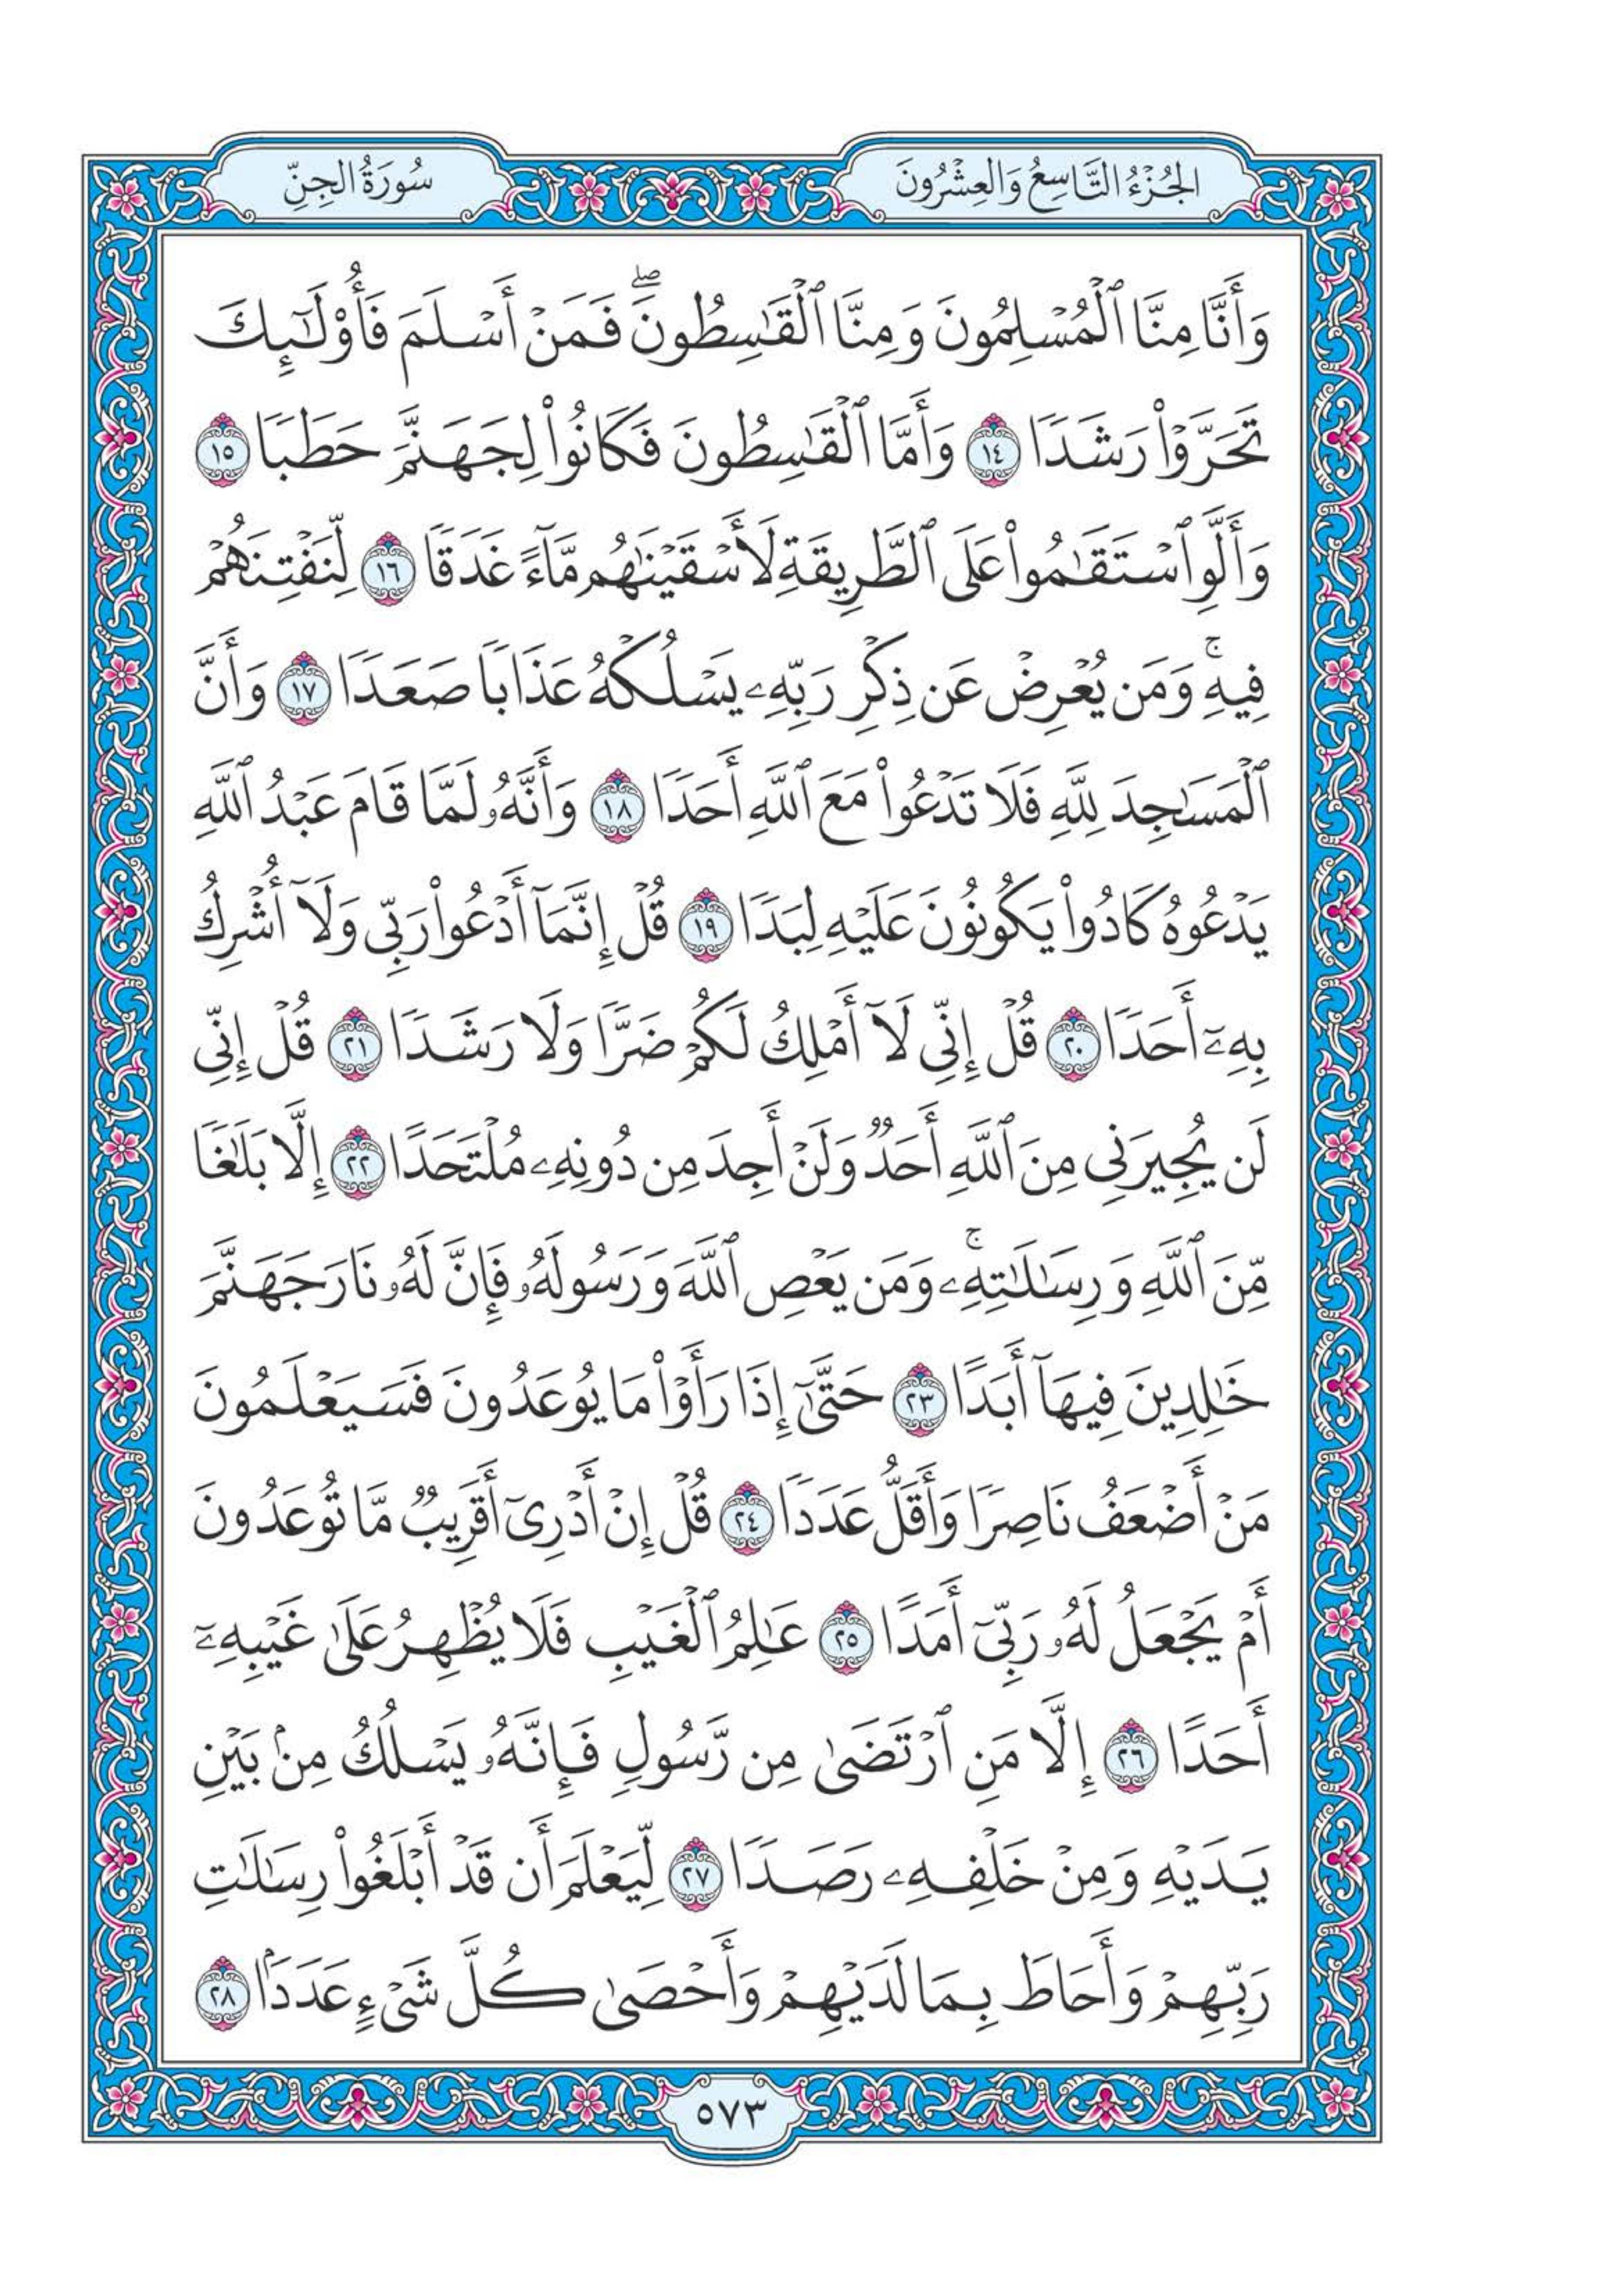 الجُزْءُ التَّاسِعُ وَالعِشْرُونَ
سُورَةُ الجِنِّ
وَأَنَّا مِنَّا ٱلْمُسْلِمُونَ وَمِنَّا ٱلْقَٰسِطُونَۖ فَمَنْ أَسْلَمَ فَأُوْلَٰٓئِكَ
تَحَرَّوْاْ رَشَدًا ١٤ وَأَمَّا ٱلْقَٰسِطُونَ فَكَانُواْ لِجَهَنَّمَ حَطَبًا ١٥
وَأَلَّوِ ٱسْتَقَٰمُواْ عَلَى ٱلطَّرِيقَةِ لَأَسْقَيْنَٰهُم مَّآءً غَدَقًا ١٦ لِّنَفْتِنَهُمْ
فِيهِۚ وَمَن يُعْرِضْ عَن ذِكْرِ رَبِّهِۦ يَسْلُكْهُ عَذَابًا صَعَدًا ١٧ وَأَنَّ
ٱلْمَسَٰجِدَ لِلَّهِ فَلَا تَدْعُواْ مَعَ ٱللَّهِ أَحَدًا ١٨ وَأَنَّهُۥ لَمَّا قَامَ عَبْدُ ٱللَّهِ
يَدْعُوهُ كَادُواْ يَكُونُونَ عَلَيْهِ لِبَدًا ١٩ قُلْ إِنَّمَآ أَدْعُواْ رَبِّي وَلَآ أُشْرِكُ
بِهِۦٓ أَحَدًا ٢٠ قُلْ إِنِّي لَآ أَمْلِكُ لَكُمْ ضَرًّا وَلَا رَشَدًا ٢١ قُلْ إِنِّي
لَن يُجِيرَنِي مِنَ ٱللَّهِ أَحَدٌ وَلَنْ أَجِدَ مِن دُونِهِۦ مُلْتَحَدًا ٢٢ إِلَّا بَلَٰغًا
مِّنَ ٱللَّهِ وَرِسَٰلَٰتِهِۦۚ وَمَن يَعْصِ ٱللَّهَ وَرَسُولَهُۥ فَإِنَّ لَهُۥ نَارَ جَهَنَّمَ
خَٰلِدِينَ فِيهَآ أَبَدًا ٢٣ حَتَّىٰٓ إِذَا رَأَوْاْ مَا يُوعَدُونَ فَسَيَعْلَمُونَ
مَنْ أَضْعَفُ نَاصِرًا وَأَقَلُّ عَدَدًا ٢٤ قُلْ إِنْ أَدْرِىٓ أَقَرِيبٌ مَّا تُوعَدُونَ
أَمْ يَجْعَلُ لَهُۥ رَبِّىٓ أَمَدًا ٢٥ عَٰلِمُ ٱلْغَيْبِ فَلَا يُظْهِرُ عَلَىٰ غَيْبِهِۦٓ
أَحَدًا ٢٦ إِلَّا مَنِ ٱرْتَضَىٰ مِن رَّسُولٍ فَإِنَّهُۥ يَسْلُكُ مِنۢ بَيْنِ
يَدَيْهِ وَمِنْ خَلْفِهِۦ رَصَدًا ٢٧ لِّيَعْلَمَ أَن قَدْ أَبْلَغُواْ رِسَٰلَٰتِ
رَبِّهِمْ وَأَحَاطَ بِمَا لَدَيْهِمْ وَأَحْصَىٰ كُلَّ شَىْءٍ عَدَدَۢا ٢٨
٥٧٣